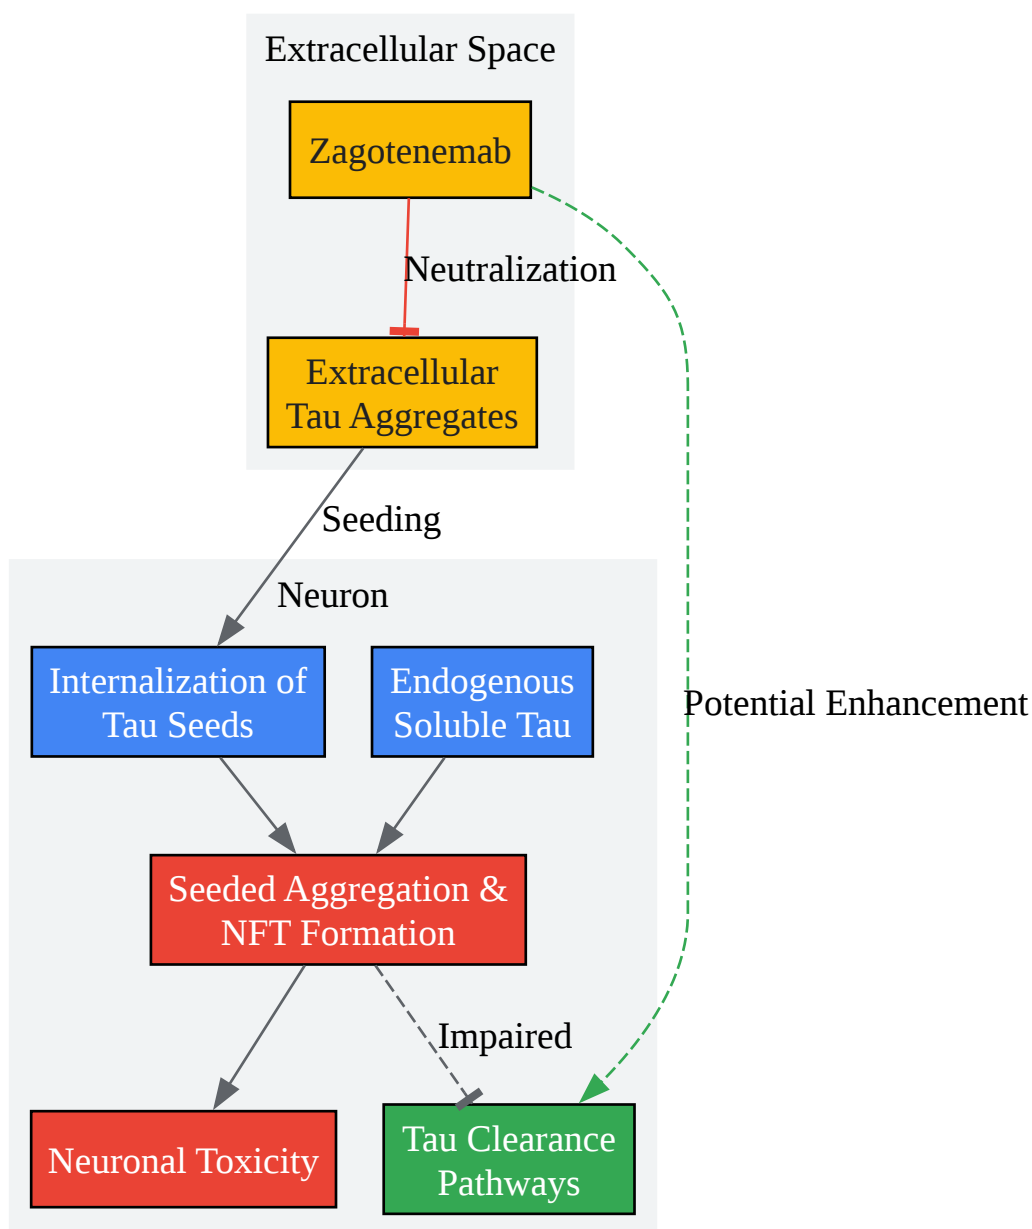 Extracellular Space
Zagotenemab
Neutralization
Extracellular
Tau Aggregates
Seeding
Neuron
Internalization of
Tau Seeds
Endogenous
Soluble Tau
Potential Enhancement
Seeded Aggregation &
NFT Formation
Impaired
Neuronal Toxicity
Tau Clearance
Pathways